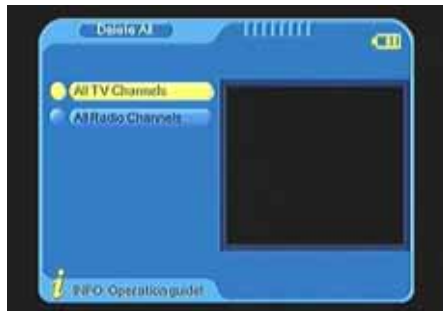 Delete All
All TV Channels
All Radio Channels
INFO: Operation guide!